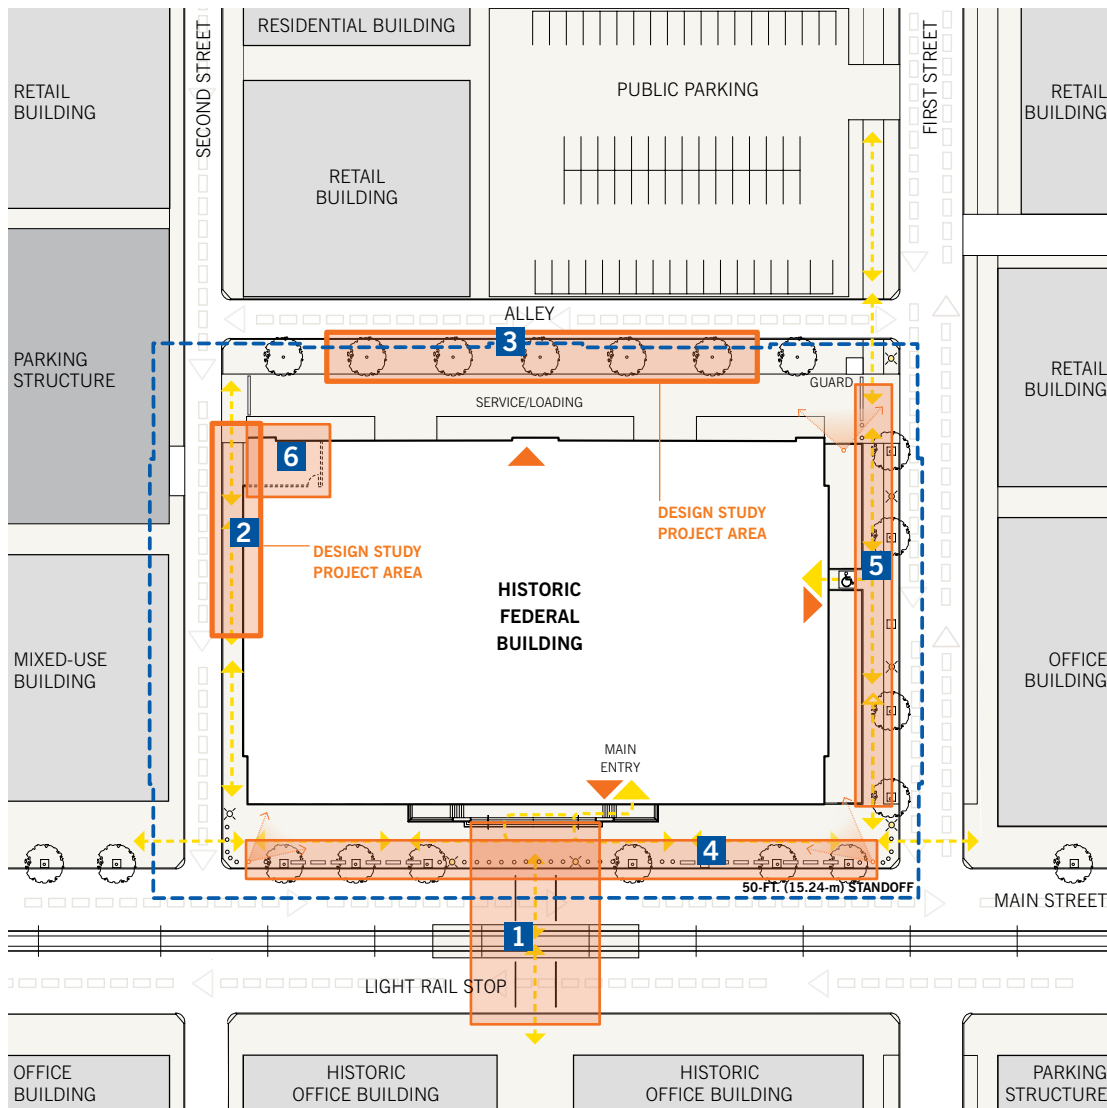 RESIDENTIAL BUILDING
SECOND STREET
FIRST STREET
RETAIL
BUILDING
PUBLIC PARKING
RETAIL
BUILDING
RETAIL
BUILDING
ALLEY
3
PARKING
STRUCTURE
RETAIL
BUILDING
GUARD
SERVICE/LOADING
6
2
DESIGN STUDY
PROJECT AREA
DESIGN STUDY
PROJECT AREA
5
HISTORIC
FEDERAL
BUILDING
MIXED-USE
BUILDING
OFFICE
BUILDING
MAIN
ENTRY
4
50-FT. (15.24-m) STANDOFF
MAIN STREET
1
LIGHT RAIL STOP
OFFICE
BUILDING
HISTORIC
OFFICE BUILDING
HISTORIC
OFFICE BUILDING
PARKING
STRUCTURE